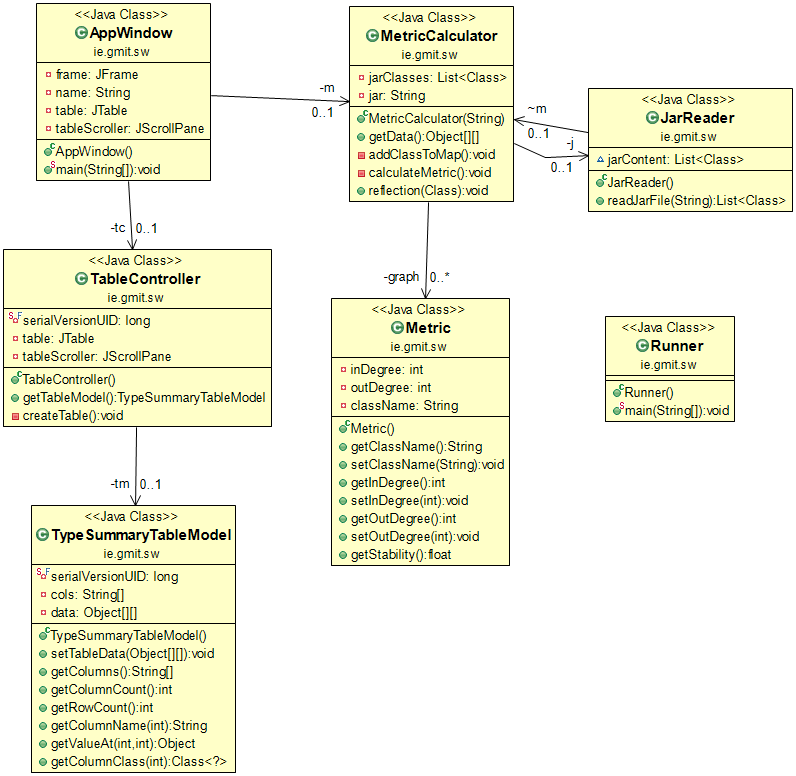 <<Java Class>>
AppWindow
ie.gmit.sw
frame: JFrame
name: String
table: JTable
tableScroller: JScrollPane
AppWindow()
main(String[]):void
<<Java Class>>
MetricCalculator
ie.gmit.sw
jarClasses: List<Class>
jar: String
MetricCalculator(String)
getData():Object[][]
addClassToMap():void
calculateMetric():void
reflection(Class):void
<<Java Class>>
JarReader
ie.gmit.sw
jarContent: List<Class>
JarReader()
readJarFile(String):List<Class>
-m
0..1
~m
0..1
-j
0..1
-tc 0..1
-graph 0..*
<<Java Class>>
TableController
ie.gmit.sw
serialVersionUID: long
table: JTable
tableScroller: JScrollPane
TableController()
getTableModel():TypeSummaryTableModel
createTable():void
<<Java Class>>
Metric
ie.gmit.sw
inDegree: int
outDegree: int
className: String
Metric()
getClassName():String
setClassName(String):void
getInDegree():int
setInDegree(int):void
getOutDegree():int
setOutDegree(int):void
getStability():float
<<Java Class>>
Runner
ie.gmit.sw
Runner()
main(String[]):void
-tm 0..1
<<Java Class>>
TypeSummaryTableModel
ie.gmit.sw
serialVersionUID: long
cols: String[]
data: Object[][]
TypeSummaryTableModel()
setTableData(Object[][]):void
getColumns():String[]
getColumnCount():int
getRowCount():int
getColumnName(int):String
getValueAt(int,int):Object
getColumnClass(int):Class<?>